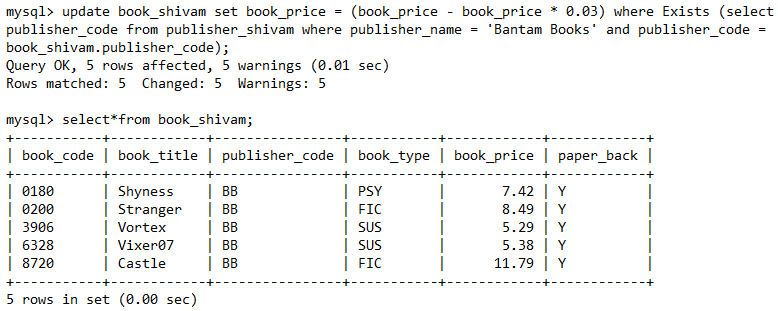 mysql> update book_shivam set book_price = (book_price - book_price * 0.03) where Exists (select
publisher_code from publisher_shivam where publisher_name = 'Bantam Books' and publisher_code =
book_shivam.publisher_code);
Query OK, 5 rows affected, 5 warnings (0.01 sec)
Rows matched: 5  Changed: 5  Warnings: 5

mysql> select*from book_shivam;
+-----------+------------+----------------+-----------+------------+------------+
| book_code | book_title | publisher_code | book_type | book_price | paper_back |
+-----------+------------+----------------+-----------+------------+------------+
| 0180      | Shyness    | BB             | PSY       |       7.42 | Y          |
| 0200      | Stranger   | BB             | FIC       |       8.49 | Y          |
| 3906      | Vortex     | BB             | SUS       |       5.29 | Y          |
| 6328      | Vixer07    | BB             | SUS       |       5.38 | Y          |
| 8720      | Castle     | BB             | FIC       |      11.79 | Y          |
+-----------+------------+----------------+-----------+------------+------------+
5 rows in set (0.00 sec)